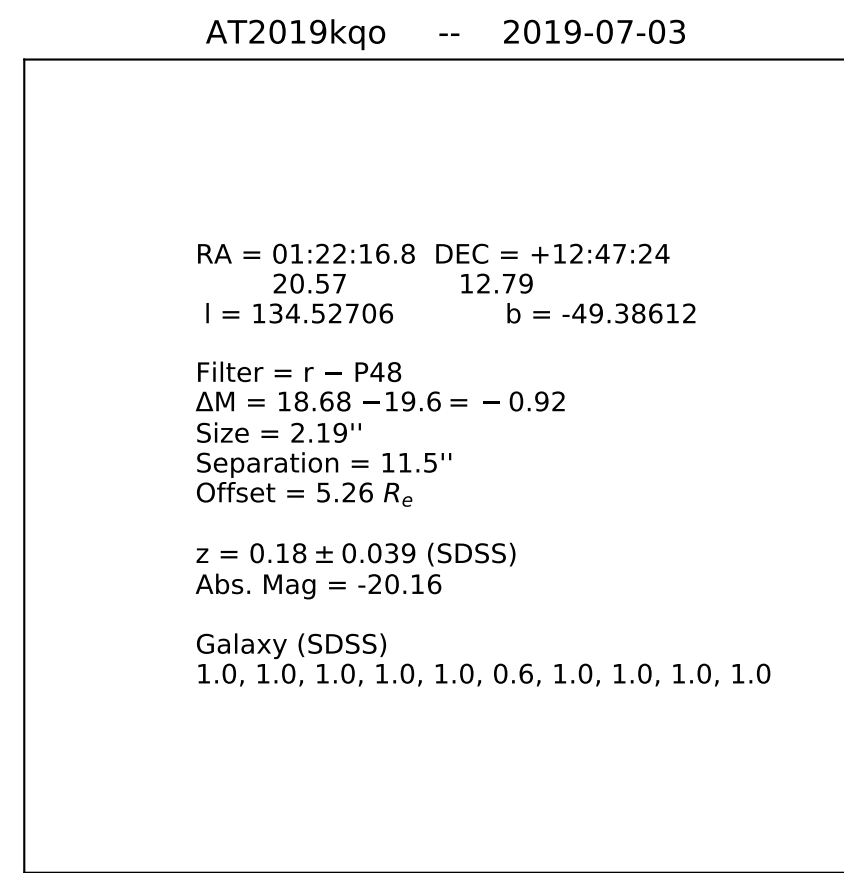 AT2019kqo -- 2019-07-03
RA = 01:22:16.8 DEC = +12:47:24
20.57 12.79
l = 134.52706 b = -49.38612
Filter = r − P48
ΔM = 18.68 −19.6 = − 0.92
Size = 2.19''
Separation = 11.5''
Offset = 5.26 Rₑ
z = 0.18 ± 0.039 (SDSS)
Abs. Mag = -20.16
Galaxy (SDSS)
1.0, 1.0, 1.0, 1.0, 1.0, 0.6, 1.0, 1.0, 1.0, 1.0